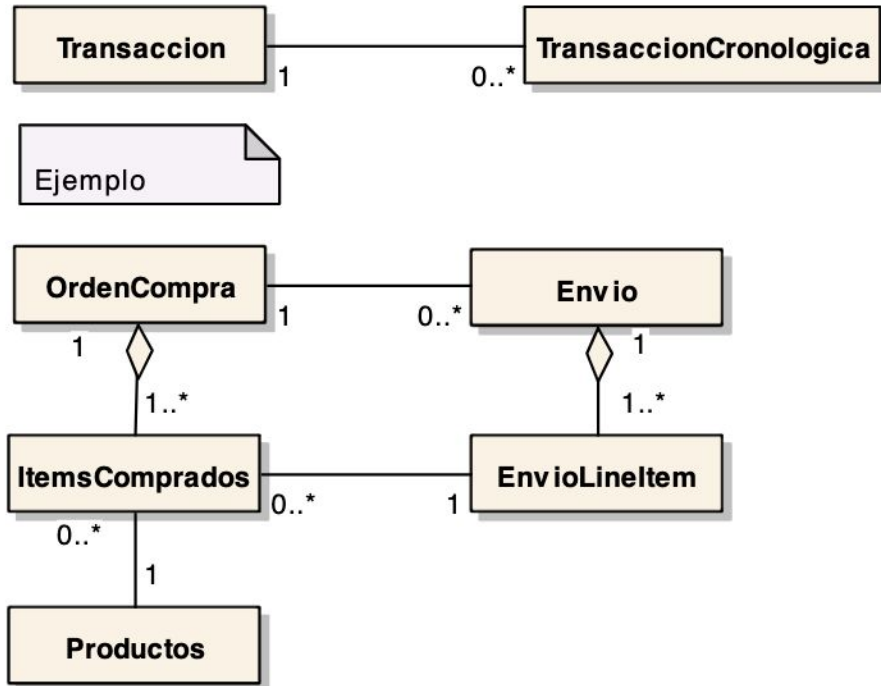 Transaccion
TransaccionCronologica
1
0..*
Ejemplo
OrdenCompra
Envio
1
0..*
1
1
1..*
1..*
ItemsComprados
EnvioLineItem
0..*
1
0..*
1
Productos